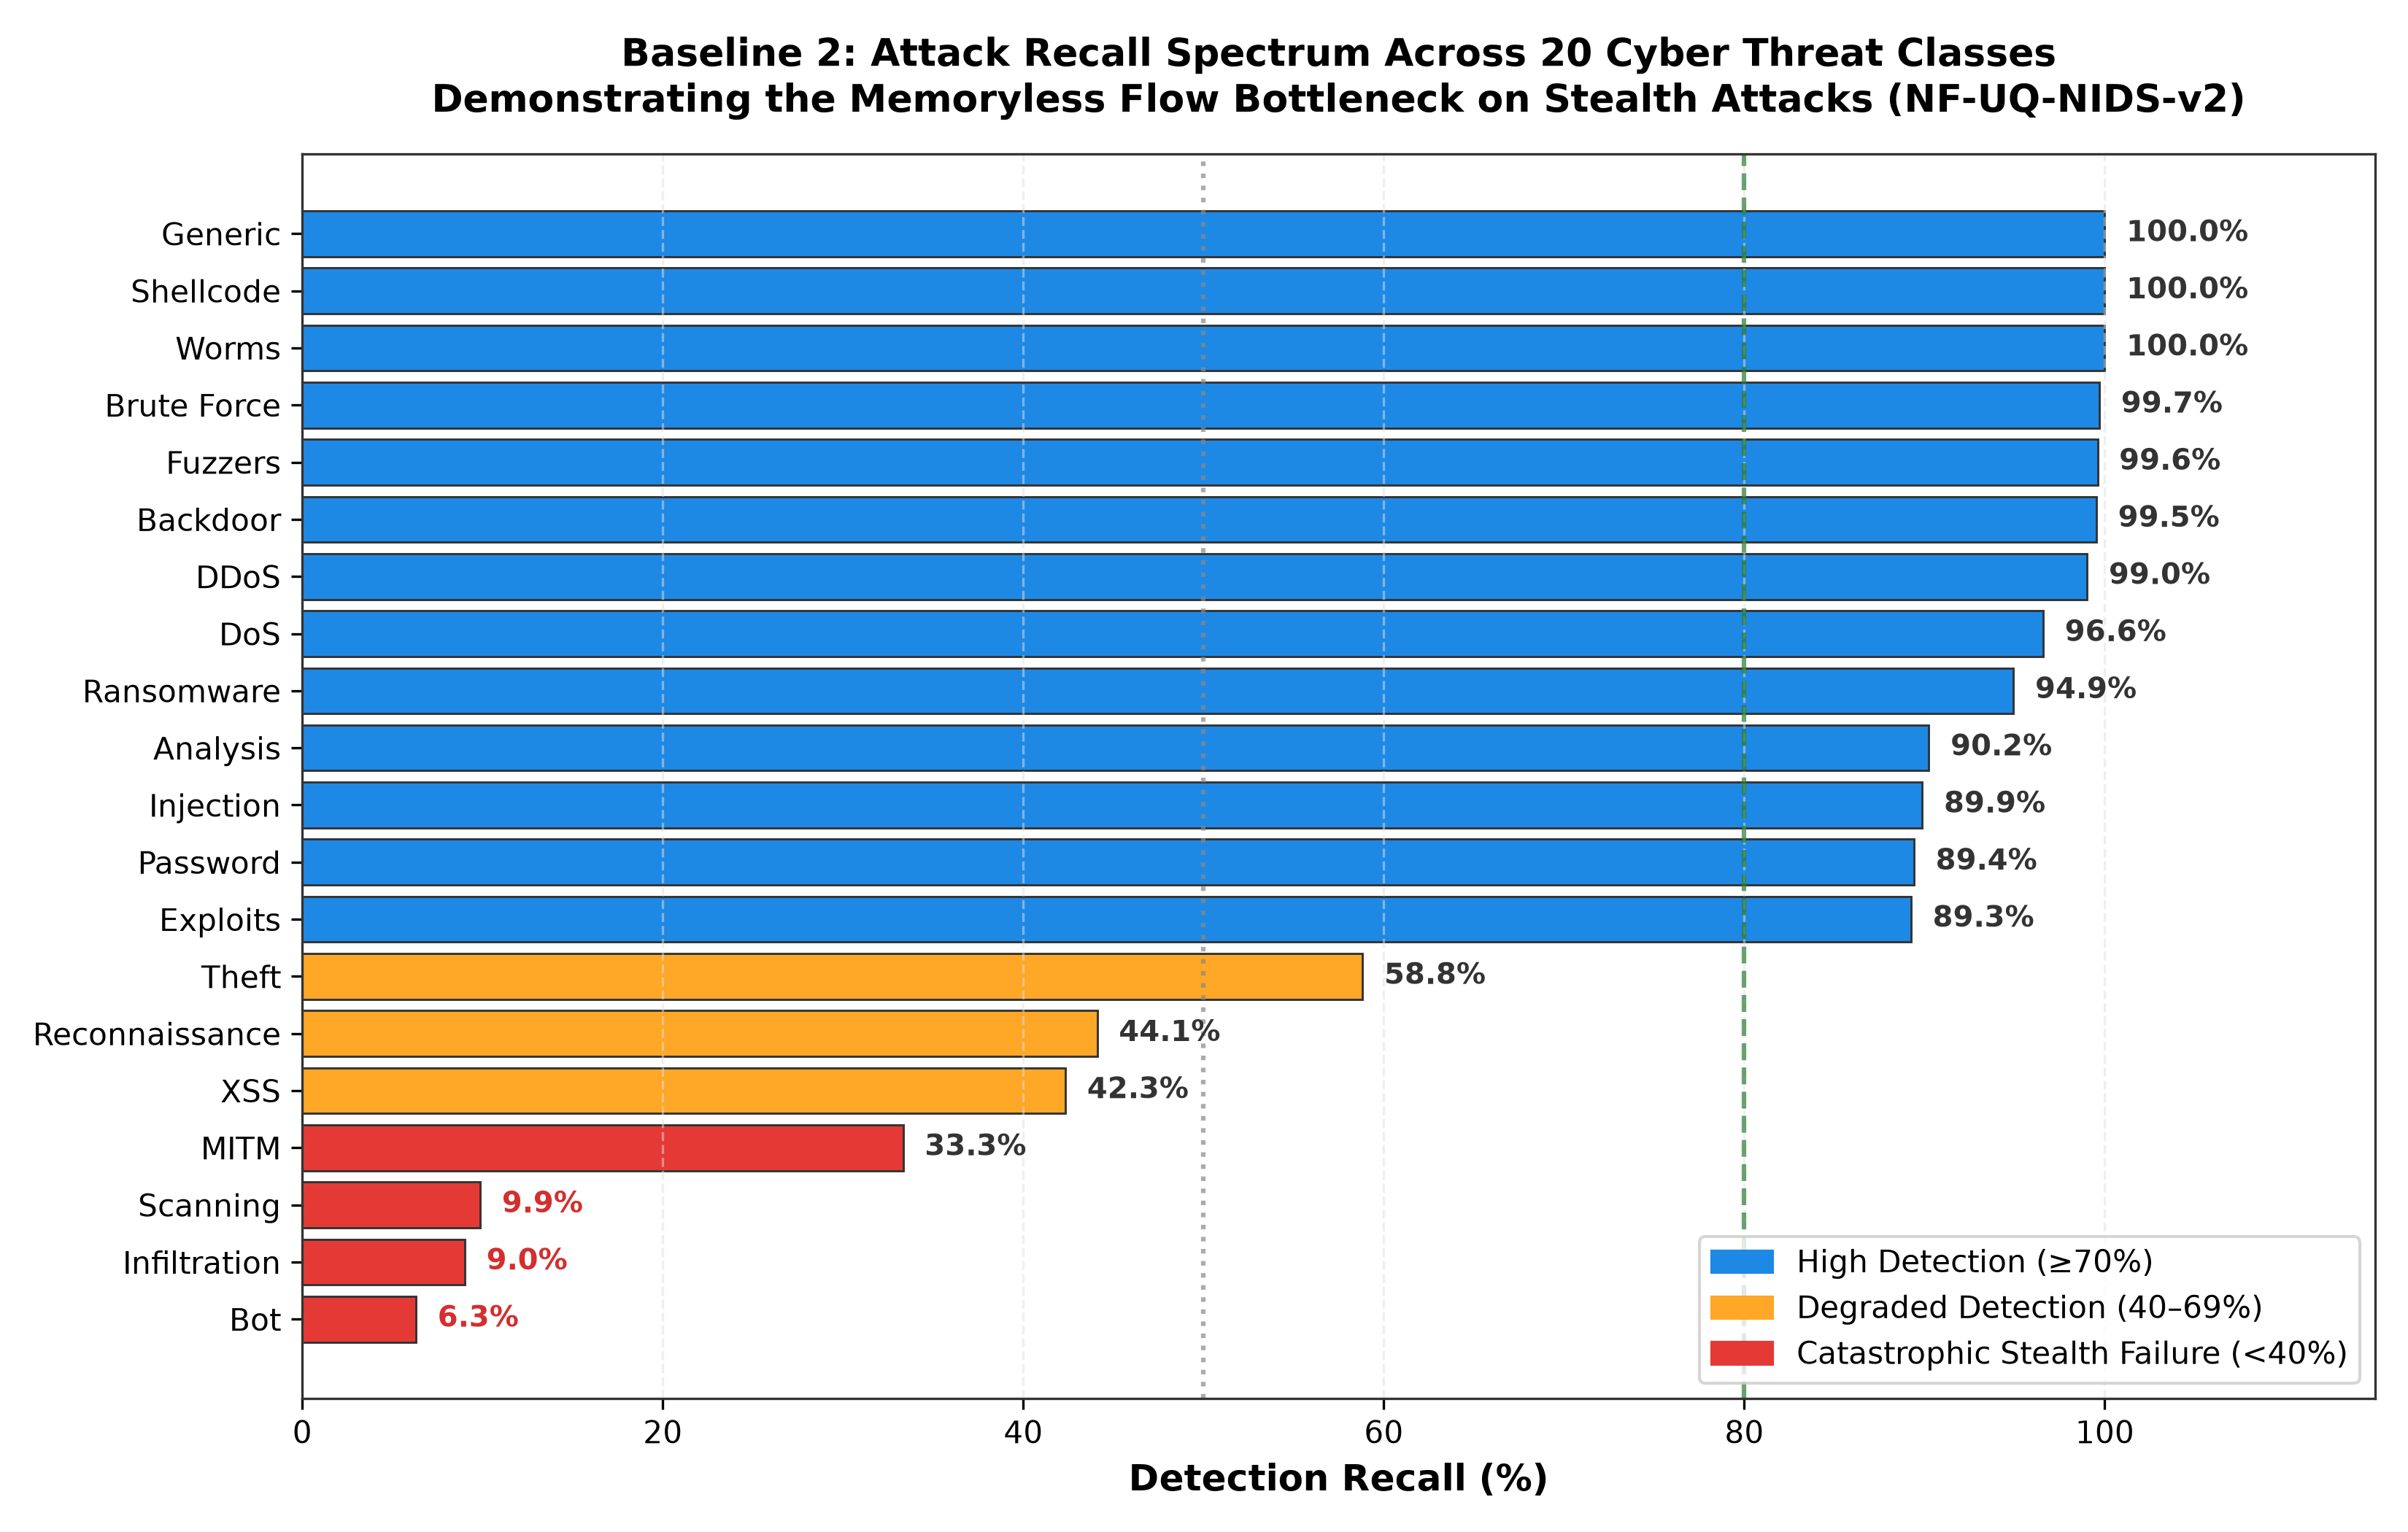 Baseline 2: Attack Recall Spectrum Across 20 Cyber Threat Classes
Demonstrating the Memoryless Flow Bottleneck on Stealth Attacks (NF-UQ-NIDS-v2)
Generic 100.0%
Shellcode 100.0%
Worms 100.0%
Brute Force 99.7%
Fuzzers 99.6%
Backdoor 99.5%
DDoS 99.0%
DoS 96.6%
Ransomware 94.9%
Analysis 90.2%
Injection 89.9%
Password 89.4%
Exploits 89.3%
Theft 58.8%
Reconnaissance 44.1%
XSS 42.3%
MITM 33.3%
Scanning 9.9%
Infiltration 9.0%
Bot 6.3%
High Detection (≥70%)
Degraded Detection (40–69%)
Catastrophic Stealth Failure (<40%)
0 20 40 60 80 100
Detection Recall (%)